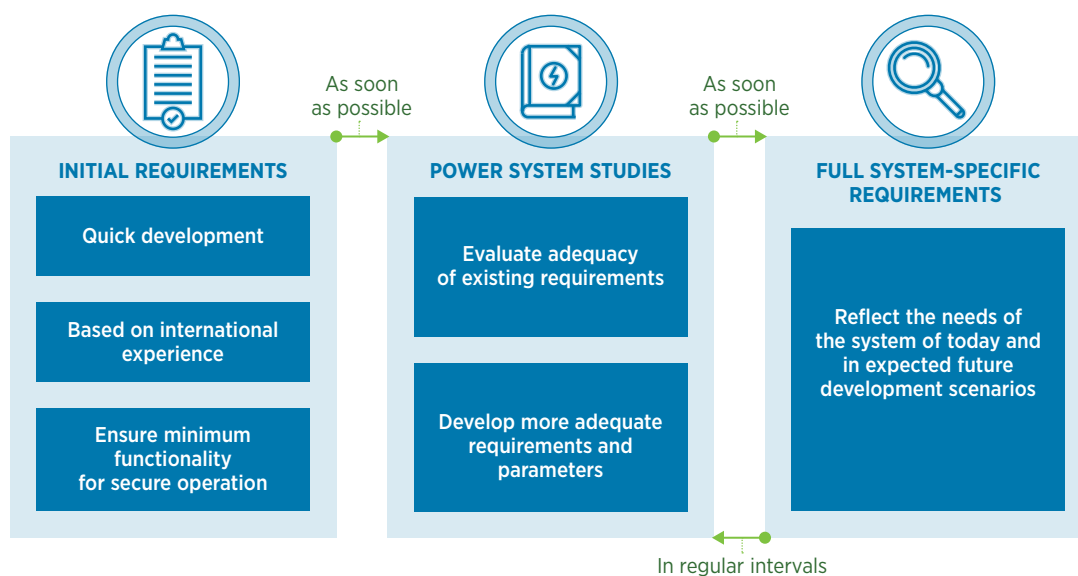 As soon
as possible
As soon
as possible
INITIAL REQUIREMENTS
Quick development
Based on international
experience
Ensure minimum
functionality
for secure operation
POWER SYSTEM STUDIES
Evaluate adequacy
of existing requirements
Develop more adequate
requirements and
parameters
FULL SYSTEM-SPECIFIC
REQUIREMENTS
Reflect the needs of
the system of today and
in expected future
development scenarios
In regular intervals